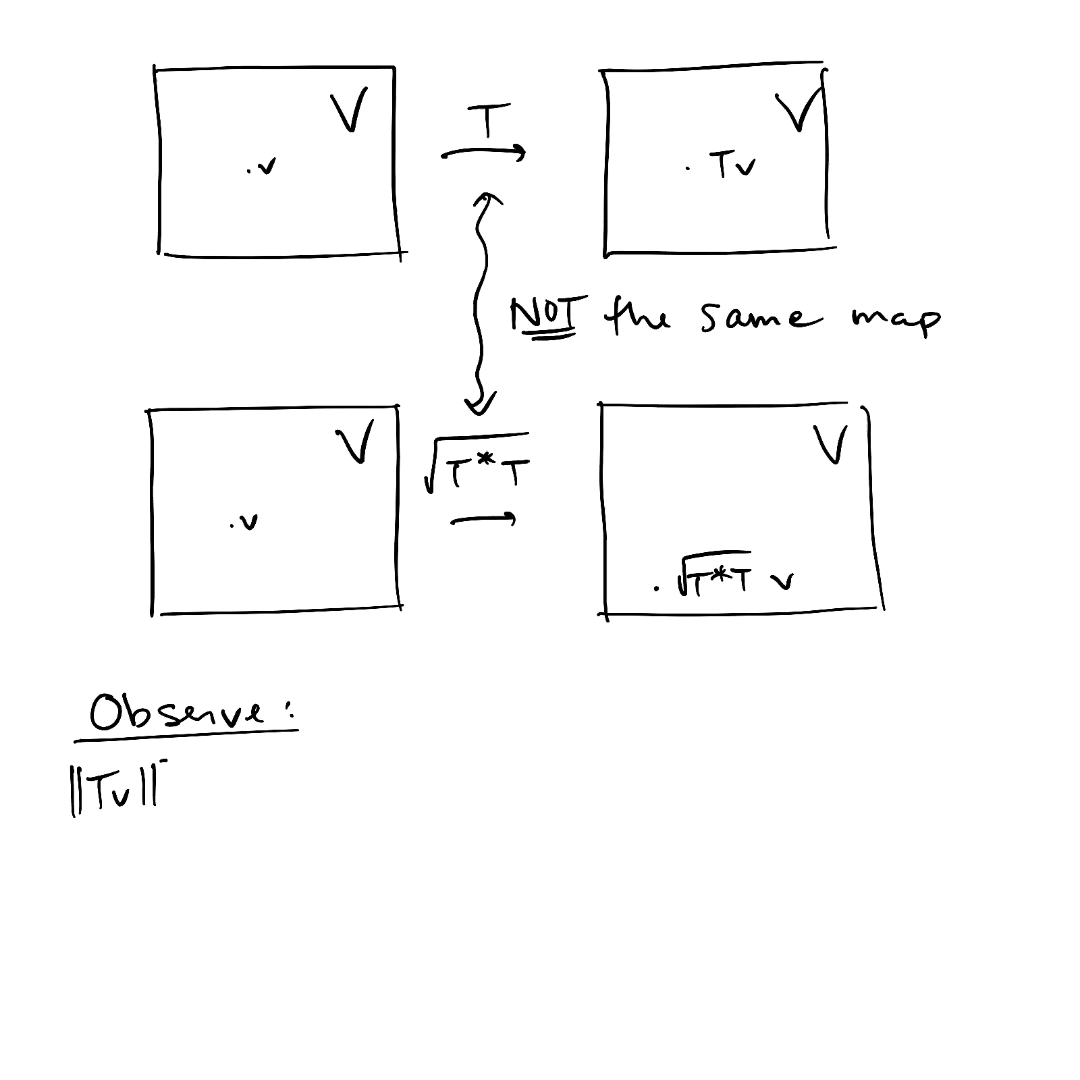 V V
T
.v . Tv
NOT the same map
V V
√T*T
.v
. √T*T v
Observe:
||Tv||